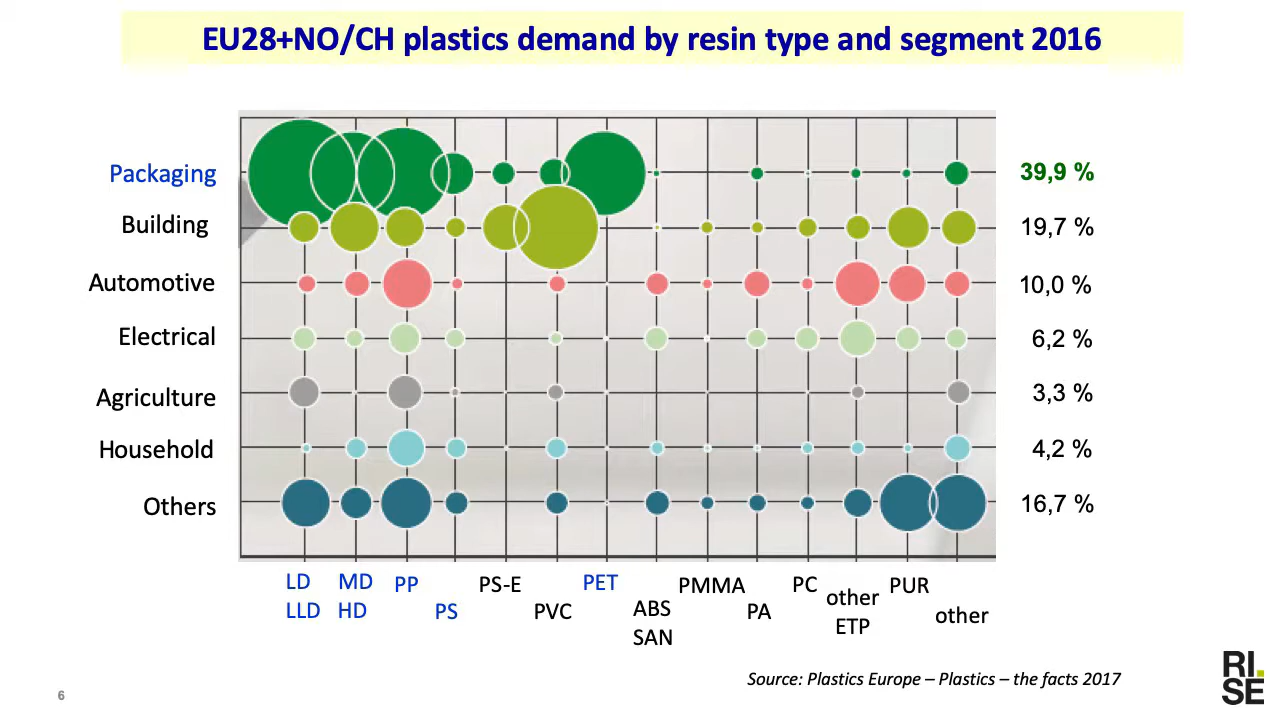 EU28+NO/CH plastics demand by resin type and segment 2016
Packaging 39,9 %
Building 19,7 %
Automotive 10,0 %
Electrical 6,2 %
Agriculture 3,3 %
Household 4,2 %
Others 16,7 %
LD MD PP PS-E PET PMMA PC PUR
LLD HD PS PVC ABS PA other other
SAN ETP
Source: Plastics Europe – Plastics – the facts 2017
6
RI.
SE